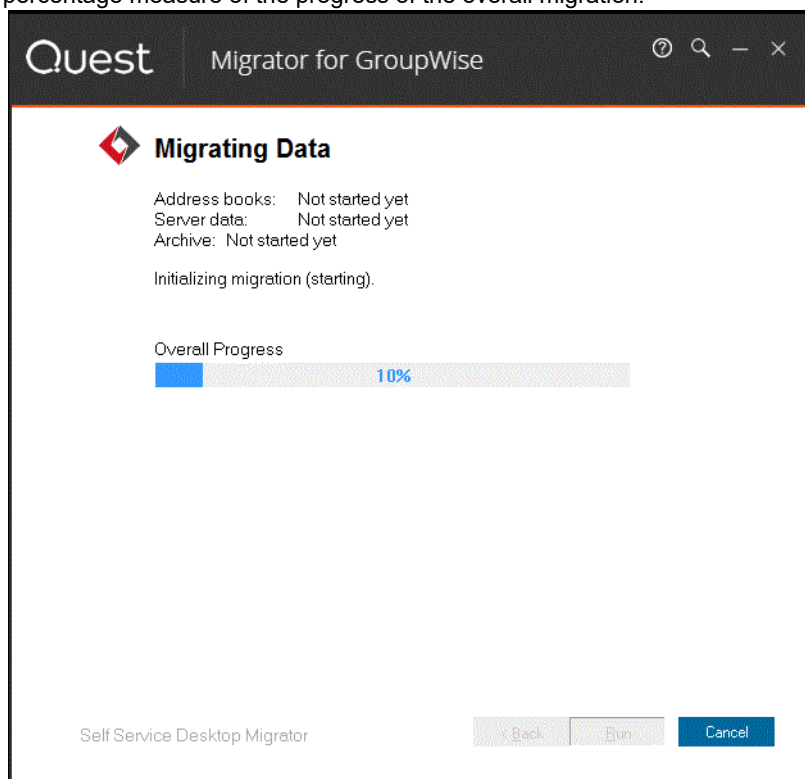 percentage measure of the progress of the overall migration.
Quest Migrator for GroupWise
Migrating Data
Address books: Not started yet
Server data: Not started yet
Archive: Not started yet
Initializing migration (starting).
Overall Progress
10%
Self Service Desktop Migrator < Back Run Cancel